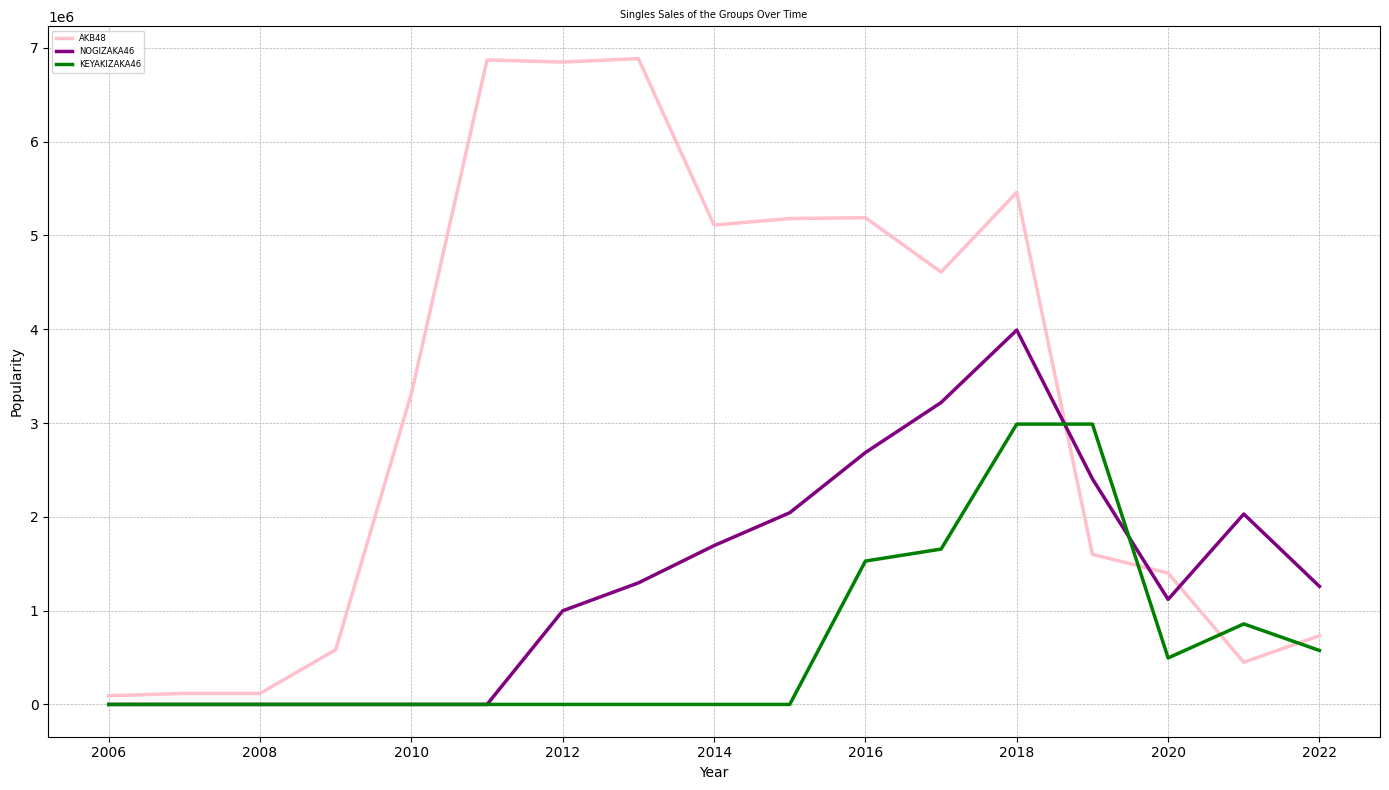 Singles Sales of the Groups Over Time
1e6
AKB48
NOGIZAKA46
KEYAKIZAKA46
7
6
5
4
3
2
1
0
Popularity
2006 2008 2010 2012 2014 2016 2018 2020 2022
Year